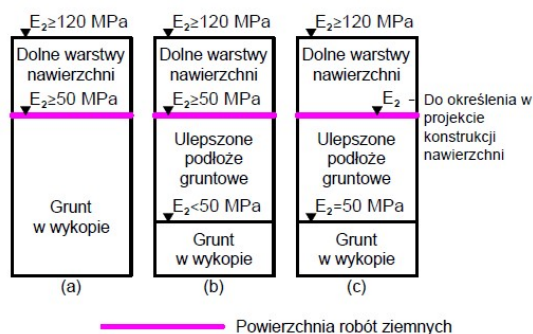 E₂≥120 MPa
Dolne warstwy
nawierzchni
E₂≥50 MPa
Grunt
w wykopie
(a)
E₂≥120 MPa
Dolne warstwy
nawierzchni
E₂≥50 MPa
Ulepszone
podłoże
gruntowe
E₂<50 MPa
Grunt
w wykopie
(b)
E₂≥120 MPa
Dolne warstwy
nawierzchni
E₂ - Do określenia w
projekcie
konstrukcji
nawierzchni
Ulepszone
podłoże
gruntowe
E₂=50 MPa
Grunt
w wykopie
(c)
Powierzchnia robót ziemnych